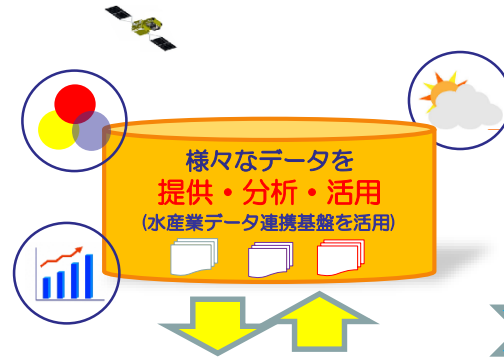 様々なデータを
提供・分析・活用
(水産業データ連携基盤を活用)